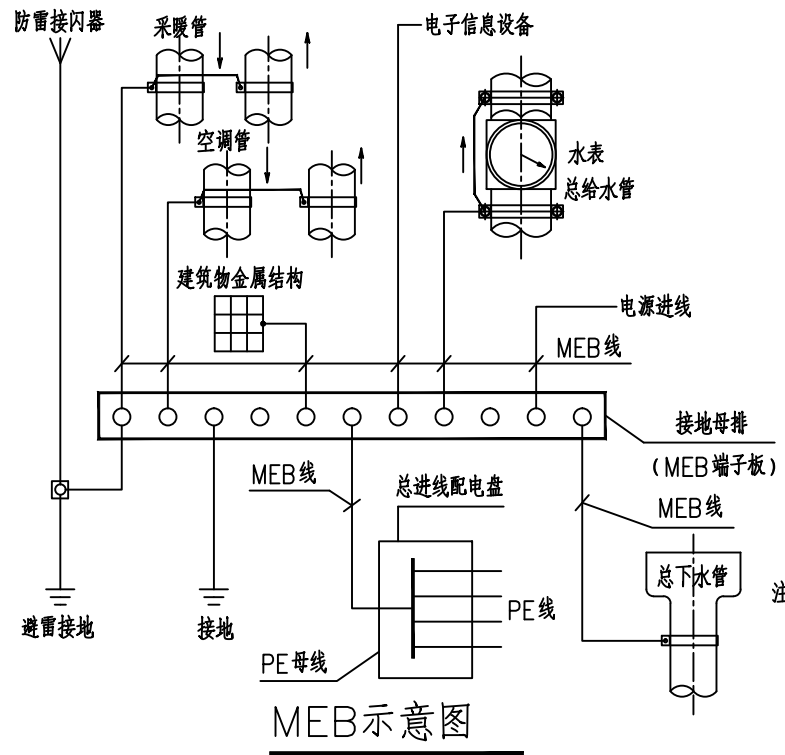 防雷接闪器
采暖管
电子信息设备
空调管
水表
总给水管
建筑物金属结构
电源进线
MEB线
接地母排
(MEB端子板)
MEB线
总进线配电盘
MEB线
总下水管
注
PE线
避雷接地
接地
PE母线
MEB示意图